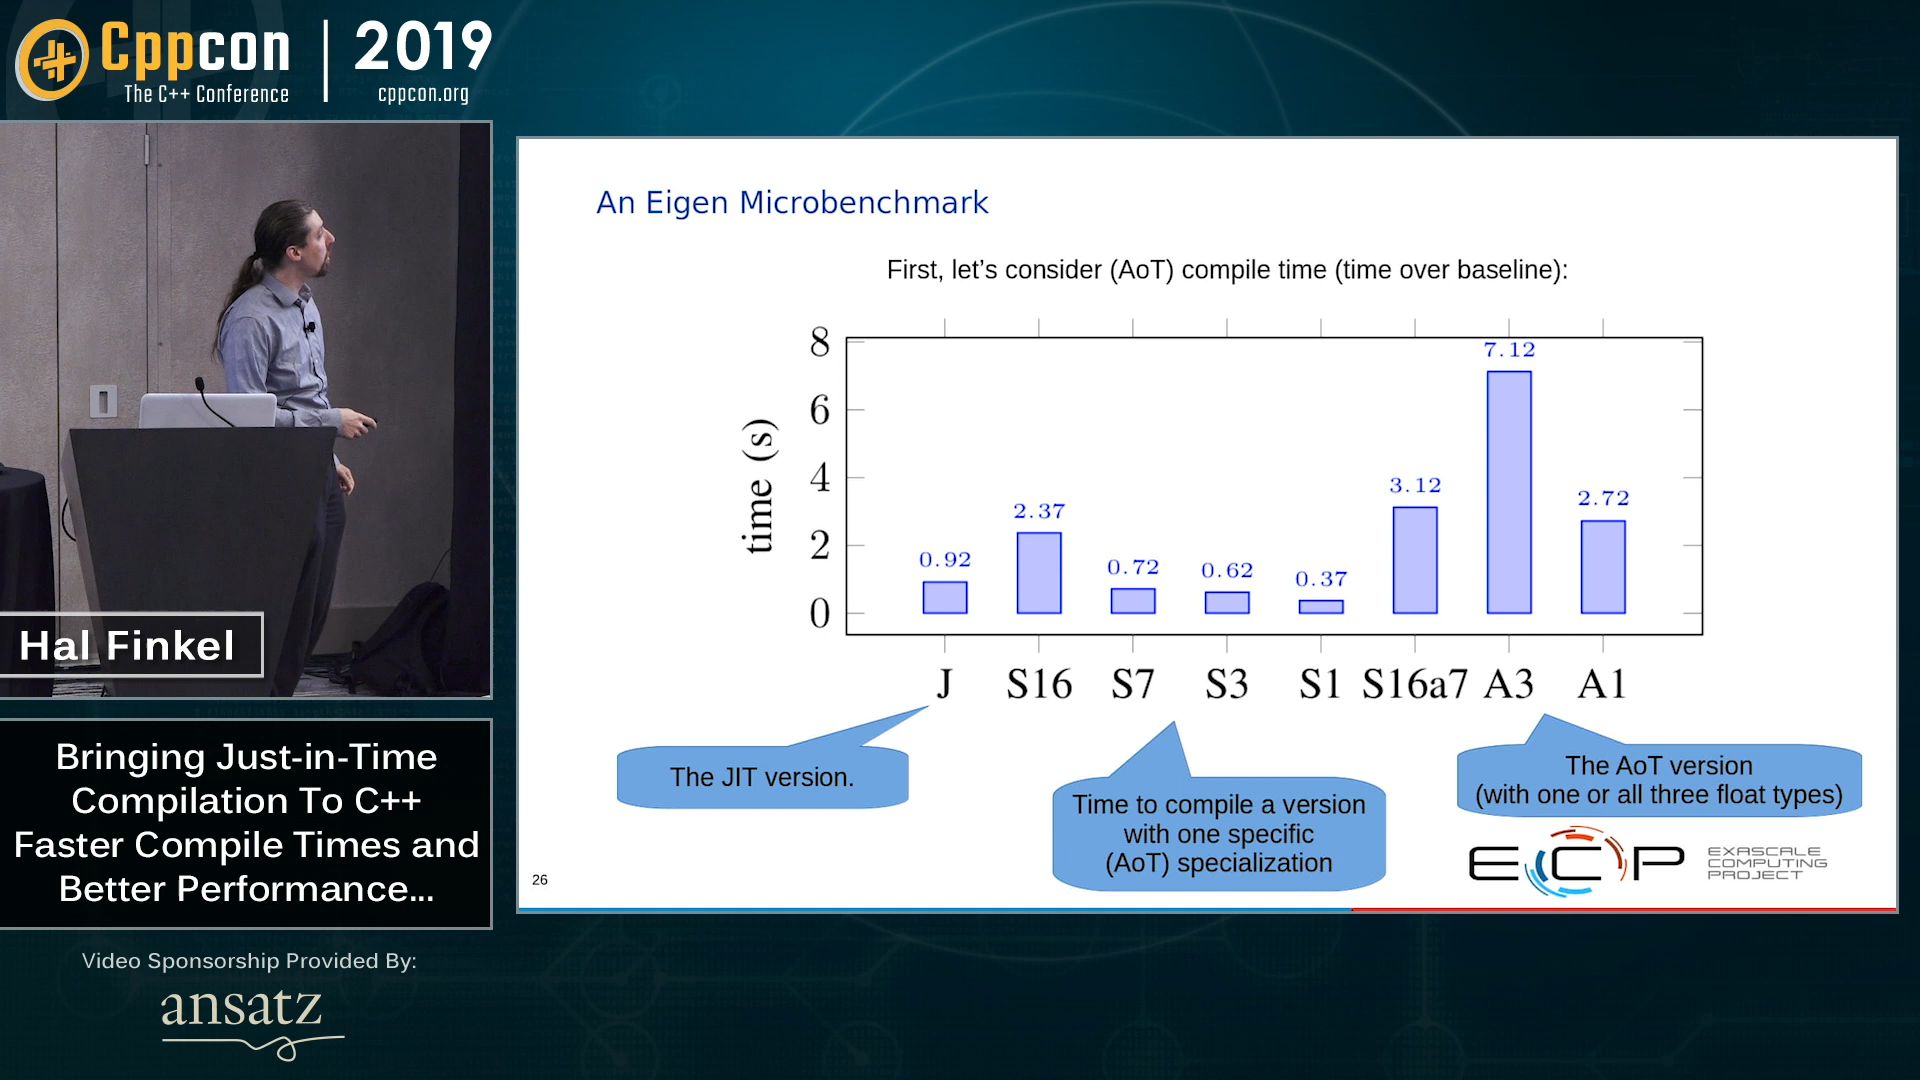 Cppcon | 2019
The C++ Conference
cppcon.org
Hal Finkel
Bringing Just-in-Time
Compilation To C++
Faster Compile Times and
Better Performance...
Video Sponsorship Provided By:
ansatz
An Eigen Microbenchmark
First, let's consider (AoT) compile time (time over baseline):
time (s)
8
6
4
2
0
0.92
2.37
0.72
0.62
0.37
3.12
7.12
2.72
J S16 S7 S3 S1 S16a7 A3 A1
The JIT version.
Time to compile a version
with one specific
(AoT) specialization
The AoT version
(with one or all three float types)
ECP
EXASCALE
COMPUTING
PROJECT
26